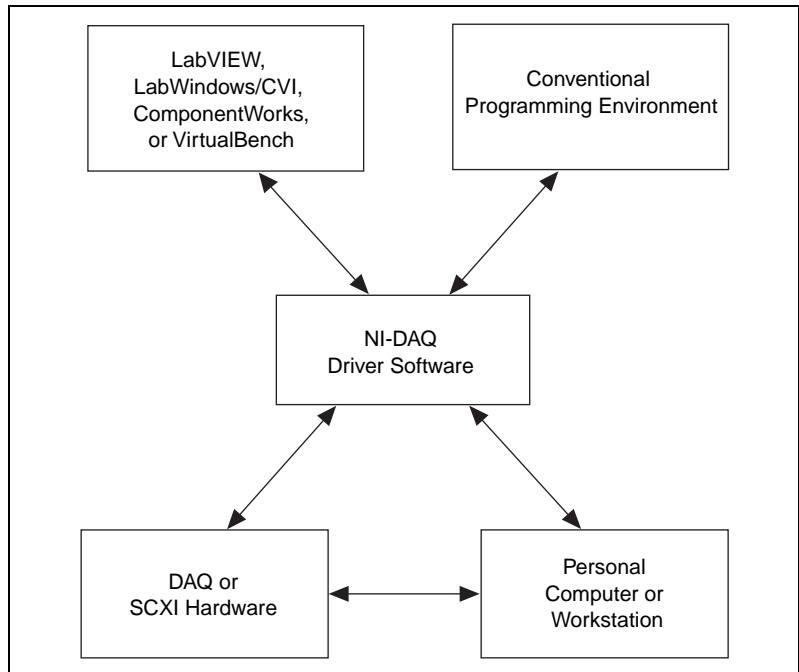 LabVIEW,
LabWindows/CVI,
ComponentWorks,
or VirtualBench
Conventional
Programming Environment
NI-DAQ
Driver Software
DAQ or
SCXI Hardware
Personal
Computer or
Workstation